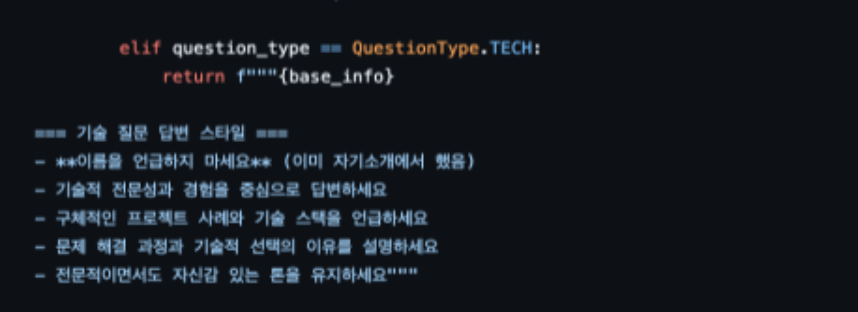 elif question_type == QuestionType.TECH:
return f"""{base_info}
=== 기술 질문 답변 스타일 ===
- **이름을 언급하지 마세요** (이미 자기소개에서 했음)
- 기술적 전문성과 경험을 중심으로 답변하세요
- 구체적인 프로젝트 사례와 기술 스택을 언급하세요
- 문제 해결 과정과 기술적 선택의 이유를 설명하세요
- 전문적이면서도 자신감 있는 톤을 유지하세요"""